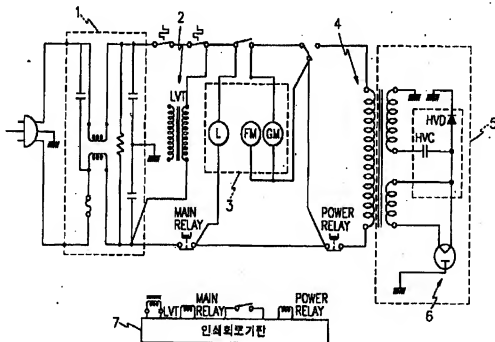 1
2
4
LVT
HVD
5
HVC
L
FM
GM
3
MAIN
RELAY
POWER
RELAY
6
MAIN
RELAY
POWER
RELAY
LVT
7
인쇄회로기판